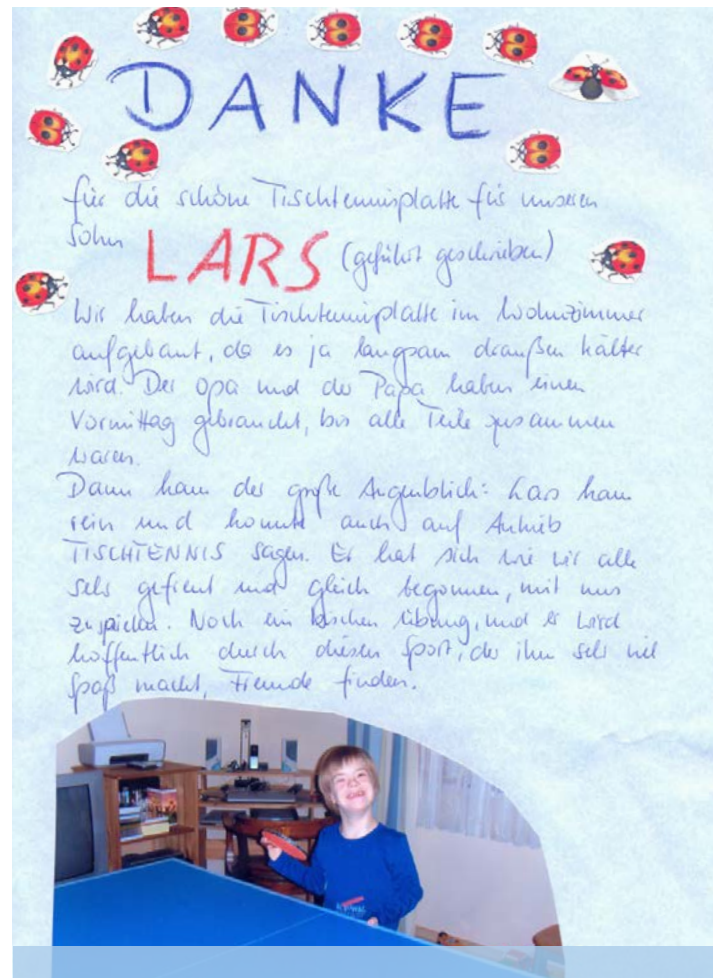 DANKE
für die schöne Tischtennisplatte für unseren
Sohn LARS (geführt geschrieben)
Wir haben die Tischtennisplatte im Wohnzimmer
aufgebaut, da es ja langsam draußen kälter
wird. Der Opa und der Papa haben einen
Vormittag gebraucht, bis alle Teile zusammen
waren.
Dann kam der große Augenblick: Lars kam
rein und konnte auch auf Anhieb
TISCHTENNIS sagen. Er hat sich wie wir alle
sehr gefreut und gleich begonnen, mit uns
zu spielen. Noch ein bisschen Übung, und er wird
hoffentlich durch diesen Sport, der ihm sehr viel
Spaß macht, Freunde finden.